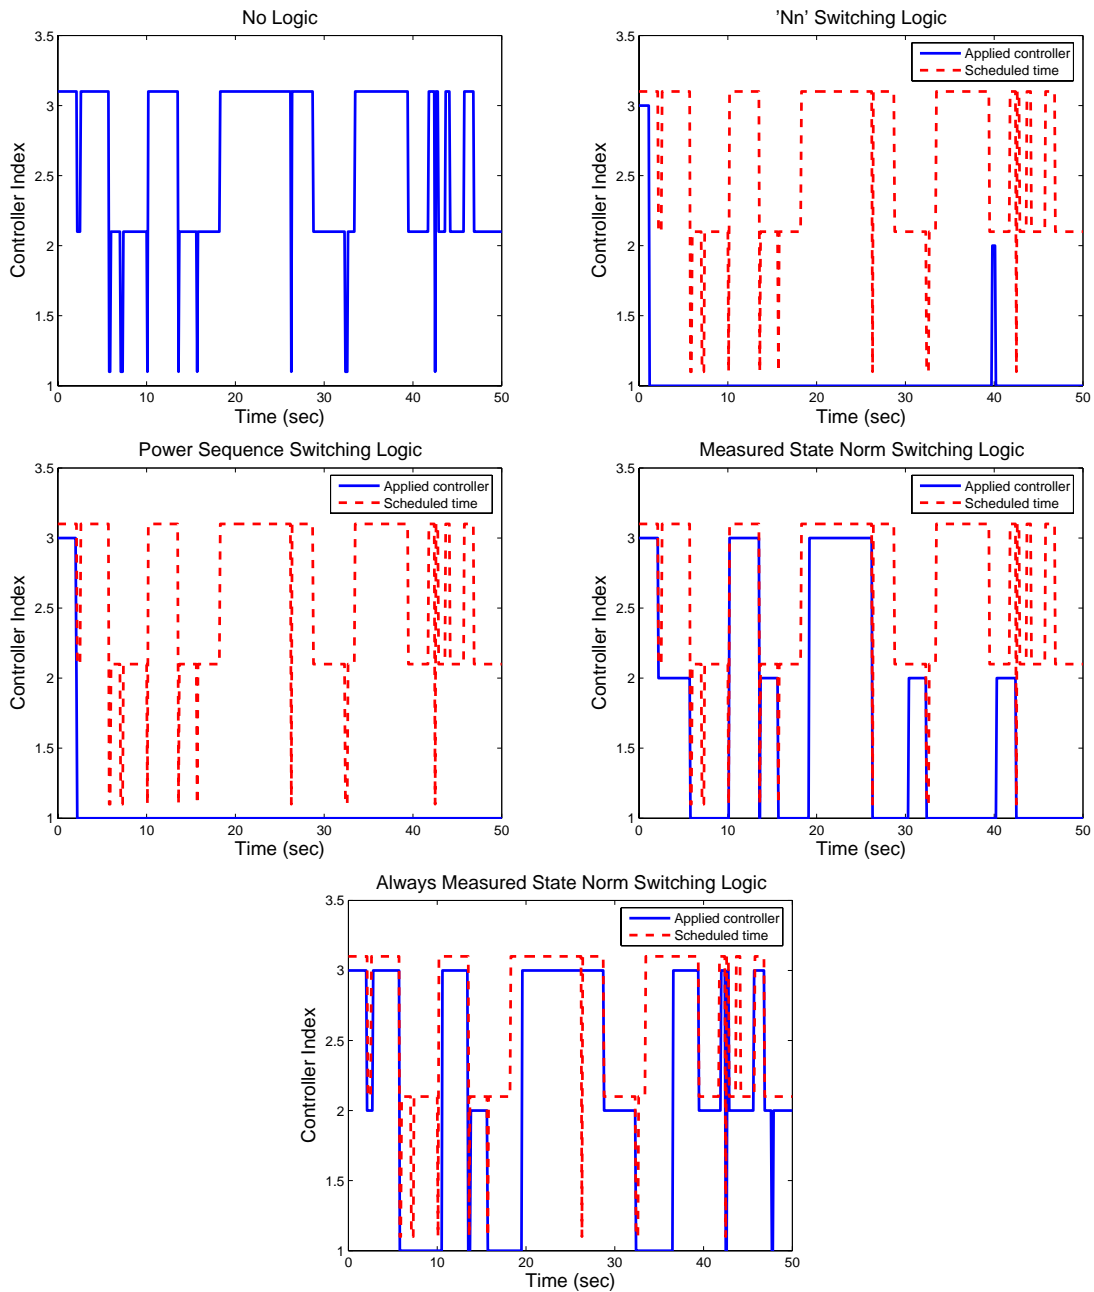 No Logic
3.5
3
2.5
2
1.5
1
Controller Index
0 10 20 30 40 50
Time (sec)
'Nn' Switching Logic
3.5
3
2.5
2
1.5
1
Controller Index
Applied controller
Scheduled time
0 10 20 30 40 50
Time (sec)
Power Sequence Switching Logic
3.5
3
2.5
2
1.5
1
Controller Index
Applied controller
Scheduled time
0 10 20 30 40 50
Time (sec)
Measured State Norm Switching Logic
3.5
3
2.5
2
1.5
1
Controller Index
Applied controller
Scheduled time
0 10 20 30 40 50
Time (sec)
Always Measured State Norm Switching Logic
3.5
3
2.5
2
1.5
1
Controller Index
Applied controller
Scheduled time
0 10 20 30 40 50
Time (sec)